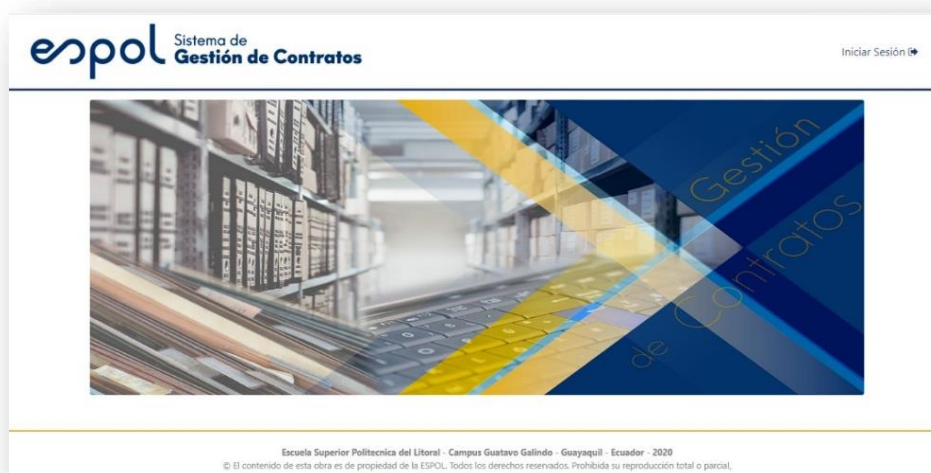 espol
Sistema de
Gestión de Contratos
Iniciar Sesión
Gestión
de Contratos
Escuela Superior Politecnica del Litoral - Campus Guatavo Galindo - Guayaquil - Ecuador - 2020
© El contenido de esta obra es de propiedad de la ESPOL. Todos los derechos reservados. Prohibida su reproducción total o parcial,